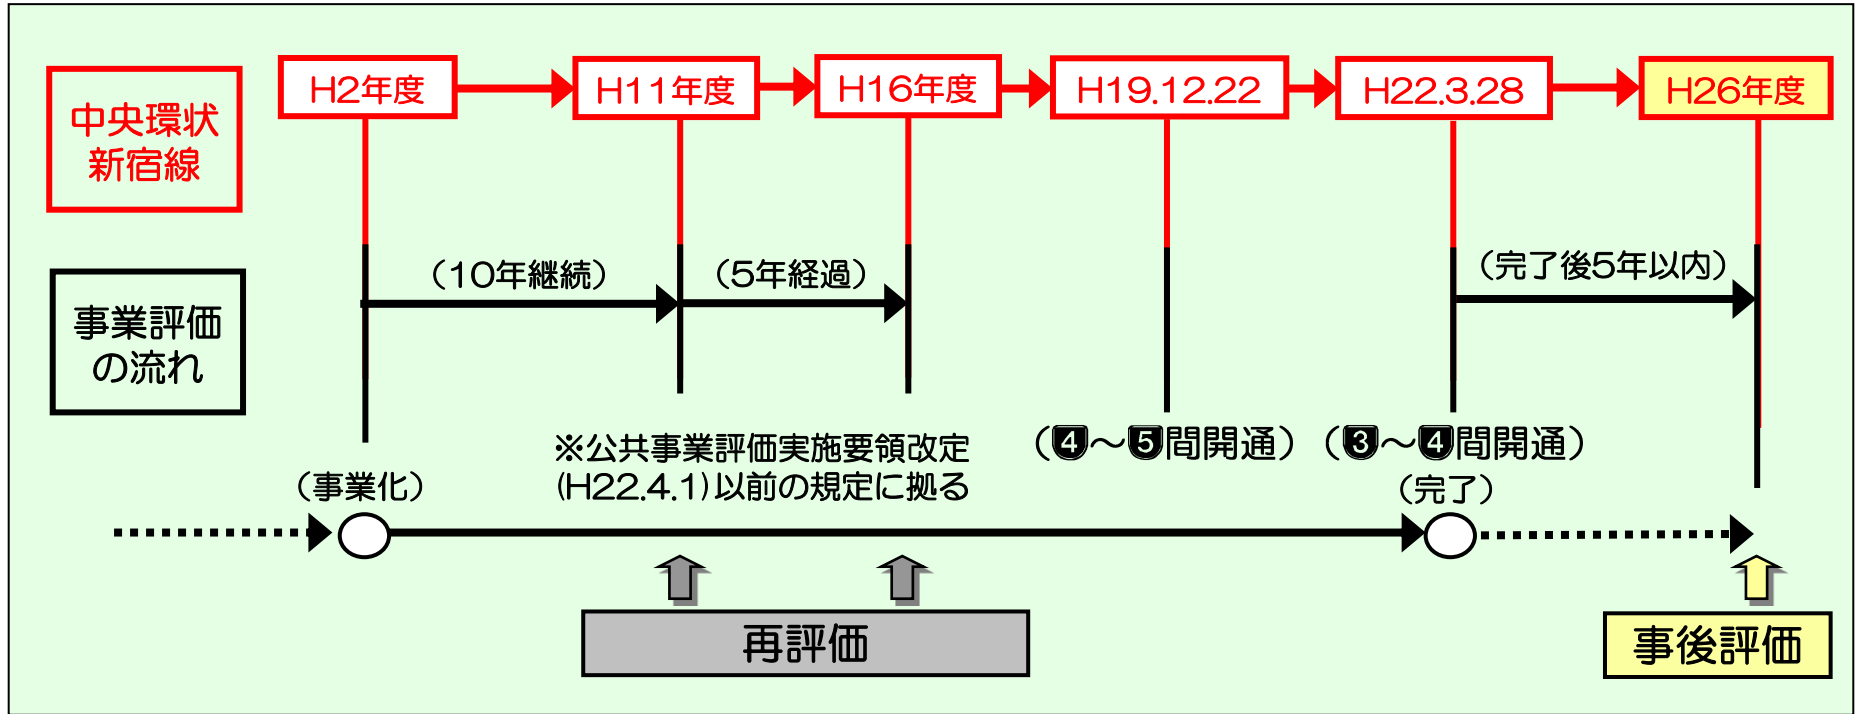 中央環状
新宿線
H2年度
H11年度
H16年度
H19.12.22
H22.3.28
H26年度
事業評価
の流れ
（10年継続）
（5年経過）
（完了後5年以内）
（4～5間開通）
（3～4間開通）
※公共事業評価実施要領改定
(H22.4.1)以前の規定に拠る
（事業化）
（完了）
再評価
事後評価